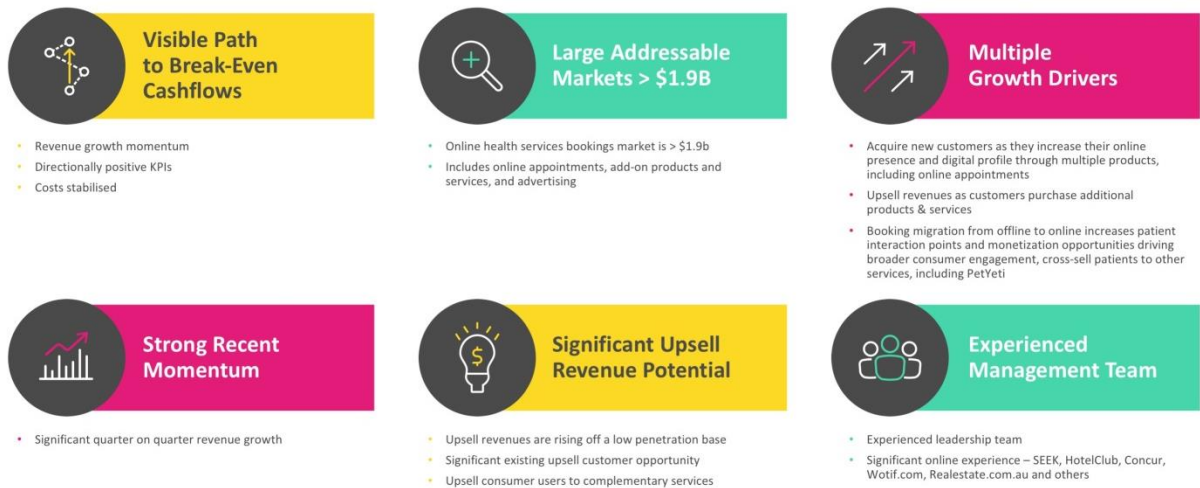 Visible Path
to Break-Even
Cashflows
• Revenue growth momentum
• Directionally positive KPIs
• Costs stabilised
Large Addressable
Markets > $1.9B
• Online health services bookings market is > $1.9b
• Includes online appointments, add-on products and
services, and advertising
Multiple
Growth Drivers
• Acquire new customers as they increase their online
presence and digital profile through multiple products,
including online appointments
• Upsell revenues as customers purchase additional
products & services
• Booking migration from offline to online increases patient
interaction points and monetization opportunities driving
broader consumer engagement, cross-sell patients to other
services, including PetYeti
Strong Recent
Momentum
• Significant quarter on quarter revenue growth
$
Significant Upsell
Revenue Potential
• Upsell revenues are rising off a low penetration base
• Significant existing upsell customer opportunity
• Upsell consumer users to complementary services
Experienced
Management Team
• Experienced leadership team
• Significant online experience – SEEK, HotelClub, Concur,
Wotif.com, Realestate.com.au and others